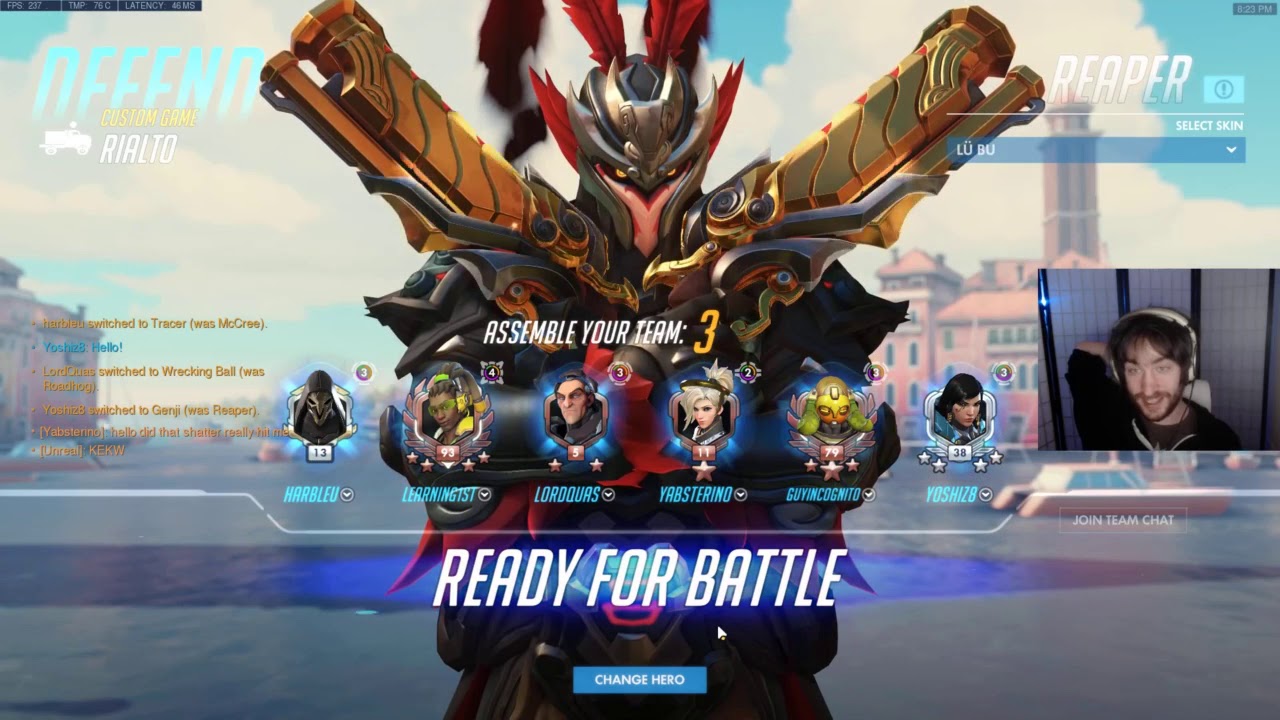 FPS: 237
TMP: 76 C
LATENCY: 46 MS
8:23 PM
DEFEND
CUSTOM GAME
RIALTO
REAPER
SELECT SKIN
LÜ BU
ASSEMBLE YOUR TEAM: 3
harbleu switched to Tracer (was McCree).
Yoshiz8: Hello!
LordQuas switched to Wrecking Ball (was
Roadhog).
Yoshiz8 switched to Genji (was Reaper).
[Yabsterino]: hello did that shatter really hit me
[Unreal]: KEKW
3 4 3 2 3 3
13 93 5 11 79 38
HARBLEU LEARNING1ST LORDQUAS YABSTERINO GUYINCOGNITO YOSHIZ8
JOIN TEAM CHAT
READY FOR BATTLE
CHANGE HERO